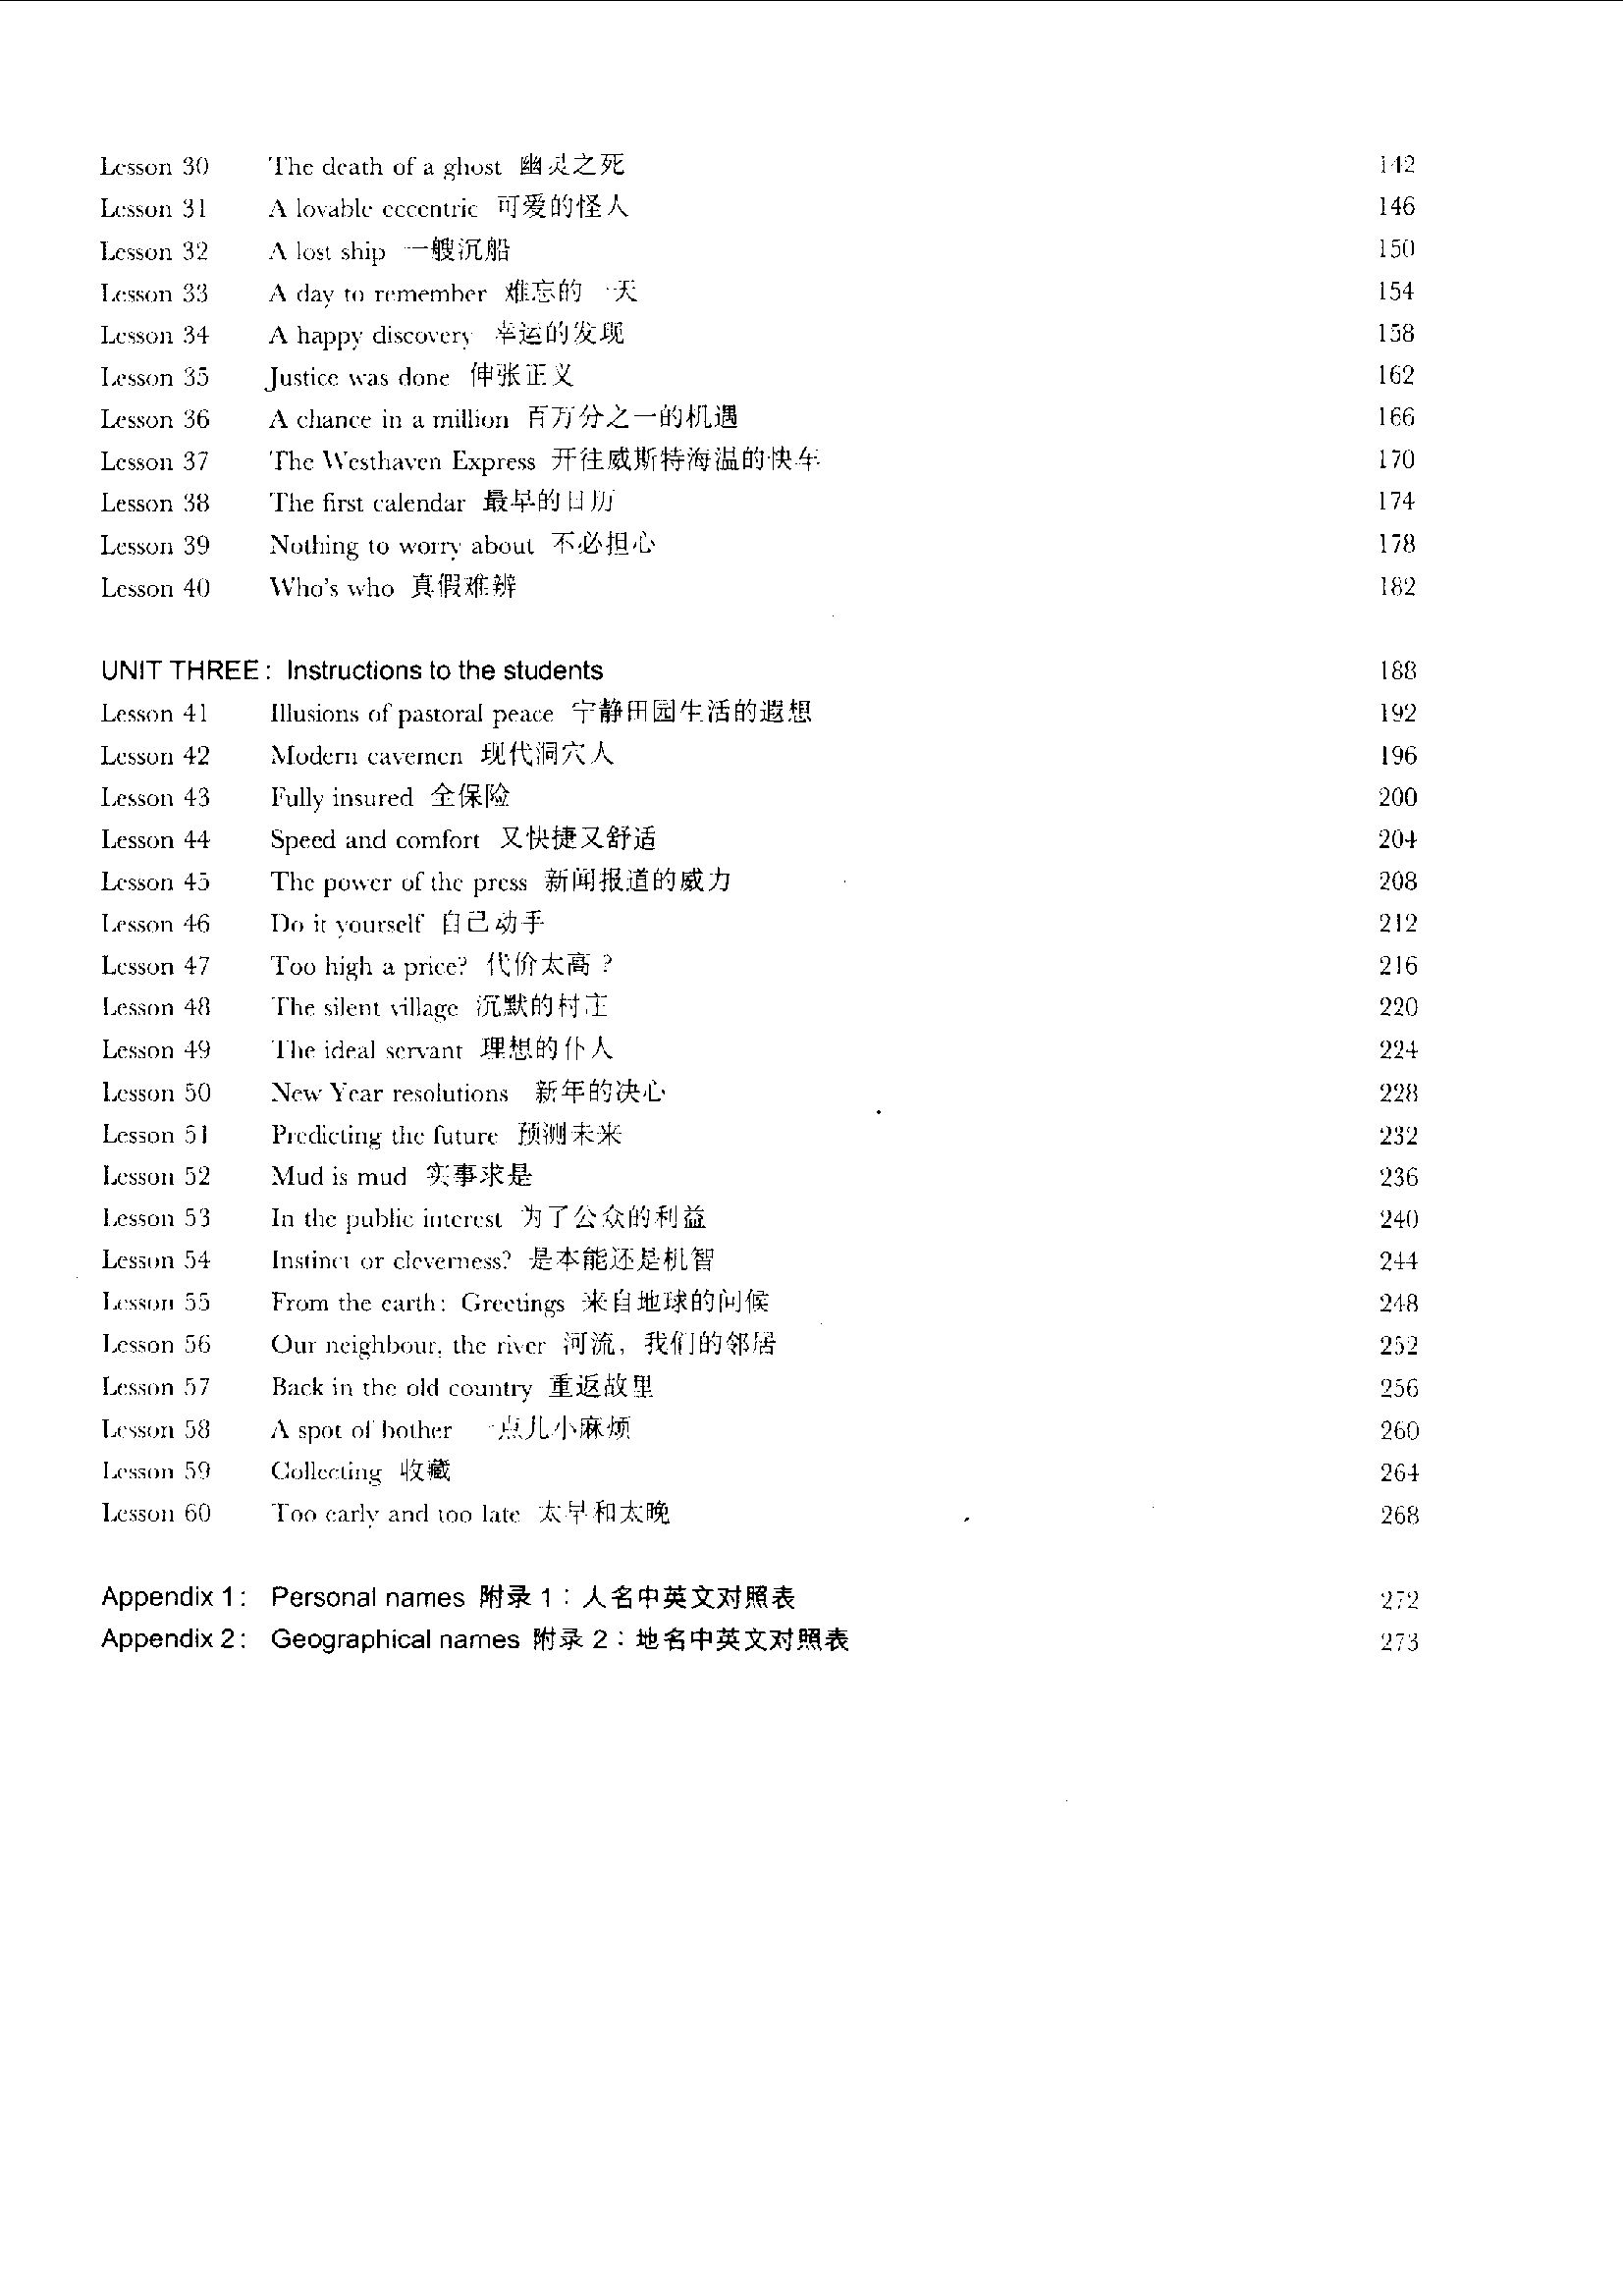 Lesson 30 The death of a ghost 幽灵之死 142
Lesson 31 A lovable eccentric 可爱的怪人 146
Lesson 32 A lost ship 一艘沉船 150
Lesson 33 A day to remember 难忘的一天 154
Lesson 34 A happy discovery 幸运的发现 158
Lesson 35 Justice was done 伸张正义 162
Lesson 36 A chance in a million 百万分之一的机遇 166
Lesson 37 The Westhaven Express 开往威斯特海温的快车 170
Lesson 38 The first calendar 最早的日历 174
Lesson 39 Nothing to worry about 不必担心 178
Lesson 40 Who's who 真假难辨 182
UNIT THREE: Instructions to the students 188
Lesson 41 Illusions of pastoral peace 宁静田园生活的遐想 192
Lesson 42 Modern cavemen 现代洞穴人 196
Lesson 43 Fully insured 全保险 200
Lesson 44 Speed and comfort 又快捷又舒适 204
Lesson 45 The power of the press 新闻报道的威力 208
Lesson 46 Do it yourself 自己动手 212
Lesson 47 Too high a price? 代价太高? 216
Lesson 48 The silent village 沉默的村庄 220
Lesson 49 The ideal servant 理想的仆人 224
Lesson 50 New Year resolutions 新年的决心 228
Lesson 51 Predicting the future 预测未来 232
Lesson 52 Mud is mud 实事求是 236
Lesson 53 In the public interest 为了公众的利益 240
Lesson 54 Instinct or cleverness? 是本能还是机智 244
Lesson 55 From the earth: Greetings 来自地球的问候 248
Lesson 56 Our neighbour, the river 河流，我们的邻居 252
Lesson 57 Back in the old country 重返故里 256
Lesson 58 A spot of bother 一点儿小麻烦 260
Lesson 59 Collecting 收藏 264
Lesson 60 Too early and too late 太早和太晚 268
Appendix 1: Personal names 附录 1：人名中英文对照表 272
Appendix 2: Geographical names 附录 2：地名中英文对照表 273